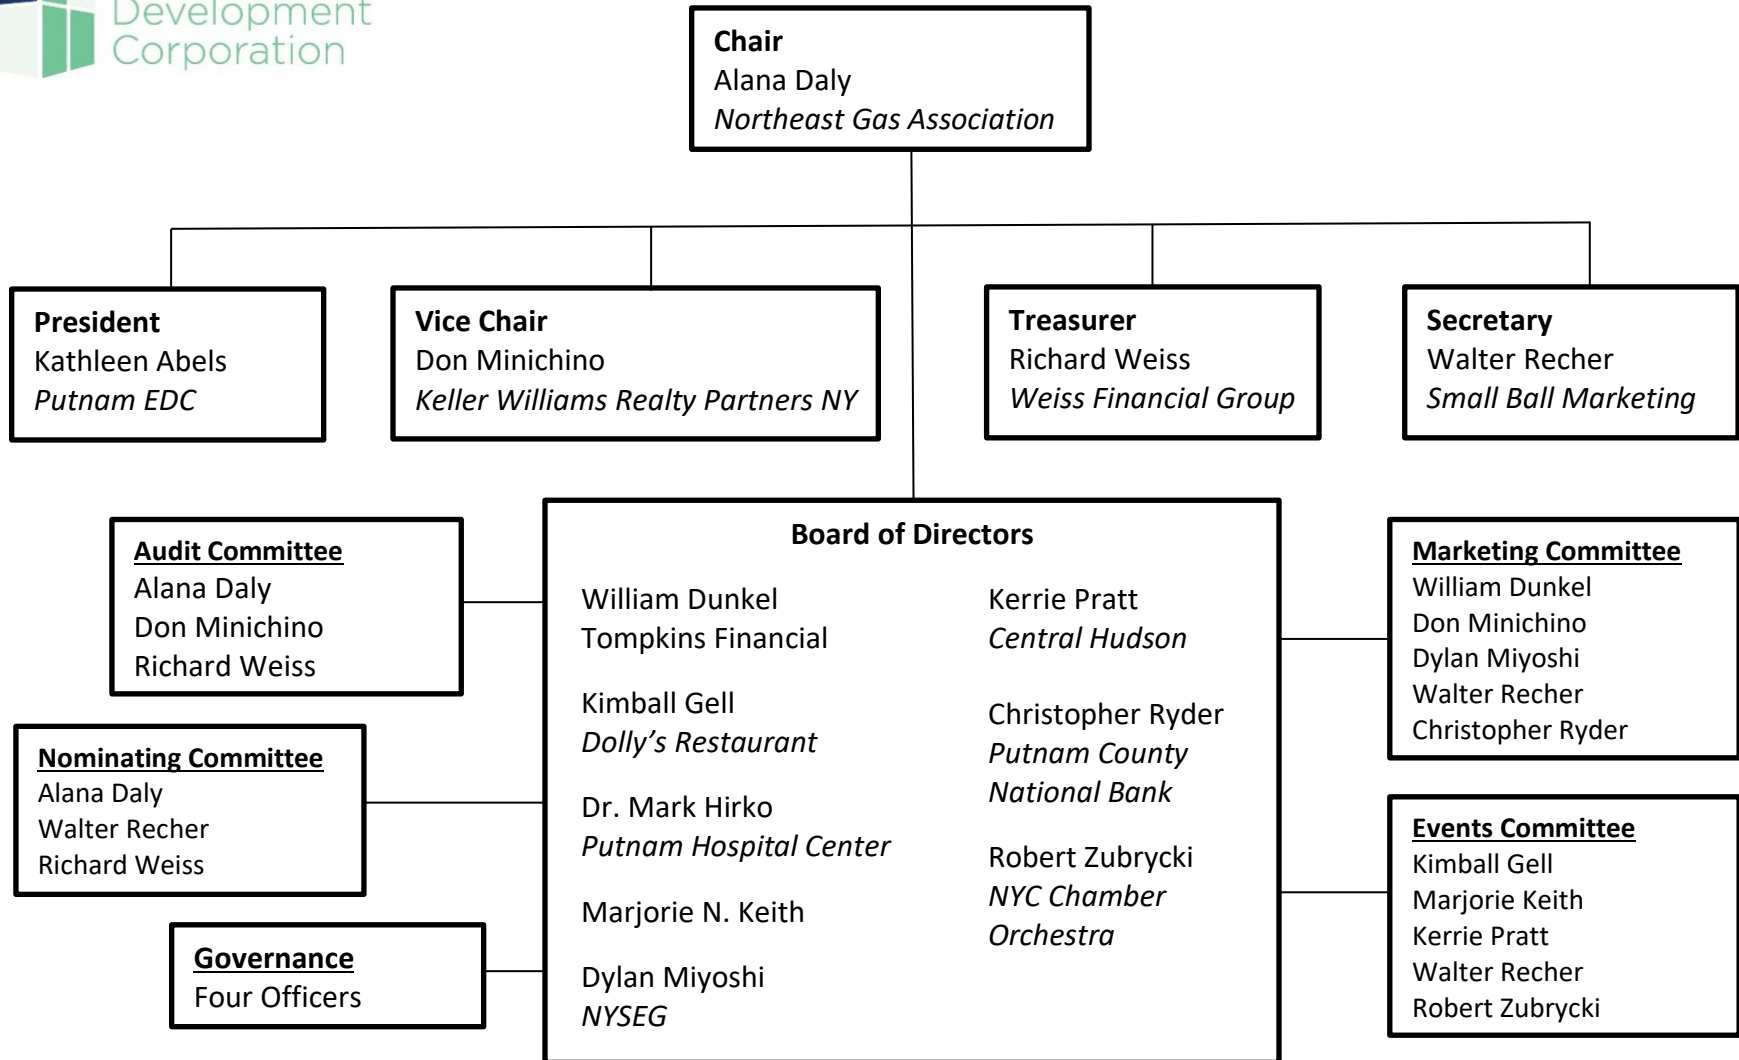 Development
Corporation
Chair
Alana Daly
Northeast Gas Association
President
Kathleen Abels
Putnam EDC
Vice Chair
Don Minichino
Keller Williams Realty Partners NY
Treasurer
Richard Weiss
Weiss Financial Group
Secretary
Walter Recher
Small Ball Marketing
Audit Committee
Alana Daly
Don Minichino
Richard Weiss
Nominating Committee
Alana Daly
Walter Recher
Richard Weiss
Governance
Four Officers
Board of Directors
William Dunkel
Tompkins Financial
Kimball Gell
Dolly’s Restaurant
Dr. Mark Hirko
Putnam Hospital Center
Marjorie N. Keith
Dylan Miyoshi
NYSEG
Kerrie Pratt
Central Hudson
Christopher Ryder
Putnam County
National Bank
Robert Zubrycki
NYC Chamber
Orchestra
Marketing Committee
William Dunkel
Don Minichino
Dylan Miyoshi
Walter Recher
Christopher Ryder
Events Committee
Kimball Gell
Marjorie Keith
Kerrie Pratt
Walter Recher
Robert Zubrycki